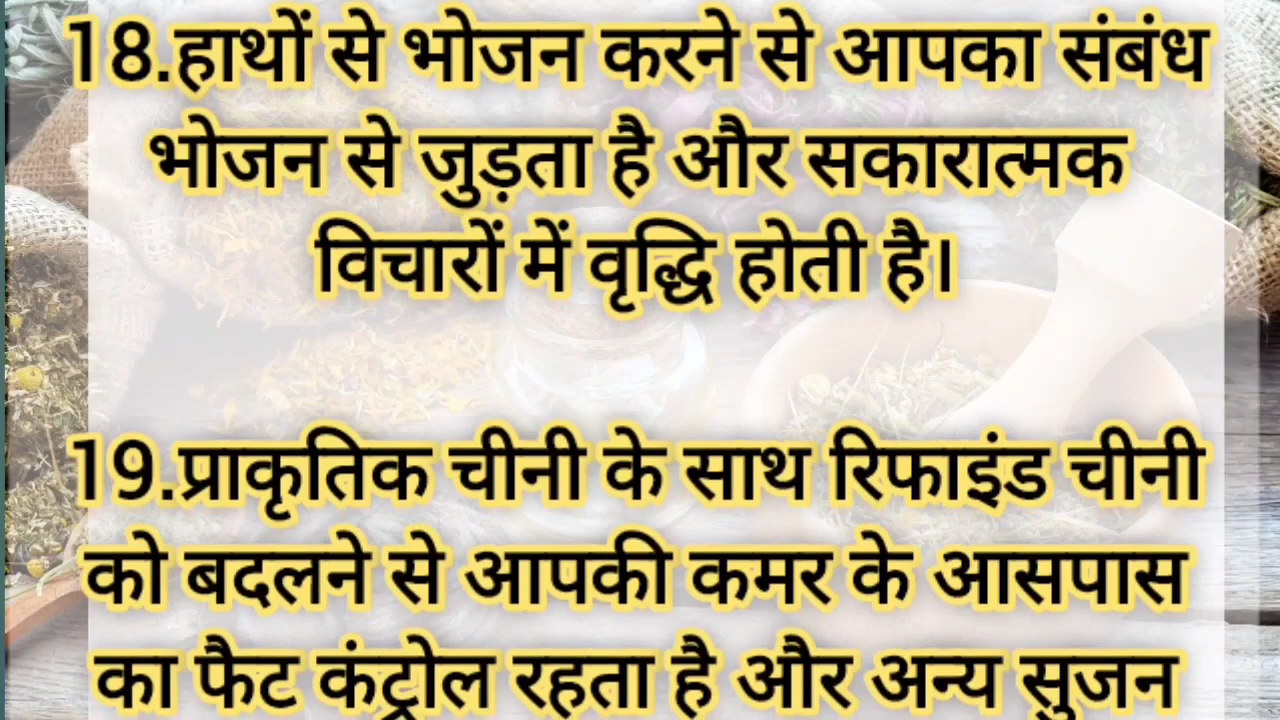 18.हाथों से भोजन करने से आपका संबंध
भोजन से जुड़ता है और सकारात्मक
विचारों में वृद्धि होती है।
19.प्राकृतिक चीनी के साथ रिफाइंड चीनी
को बदलने से आपकी कमर के आसपास
का फैट कंट्रोल रहता है और अन्य सुजन